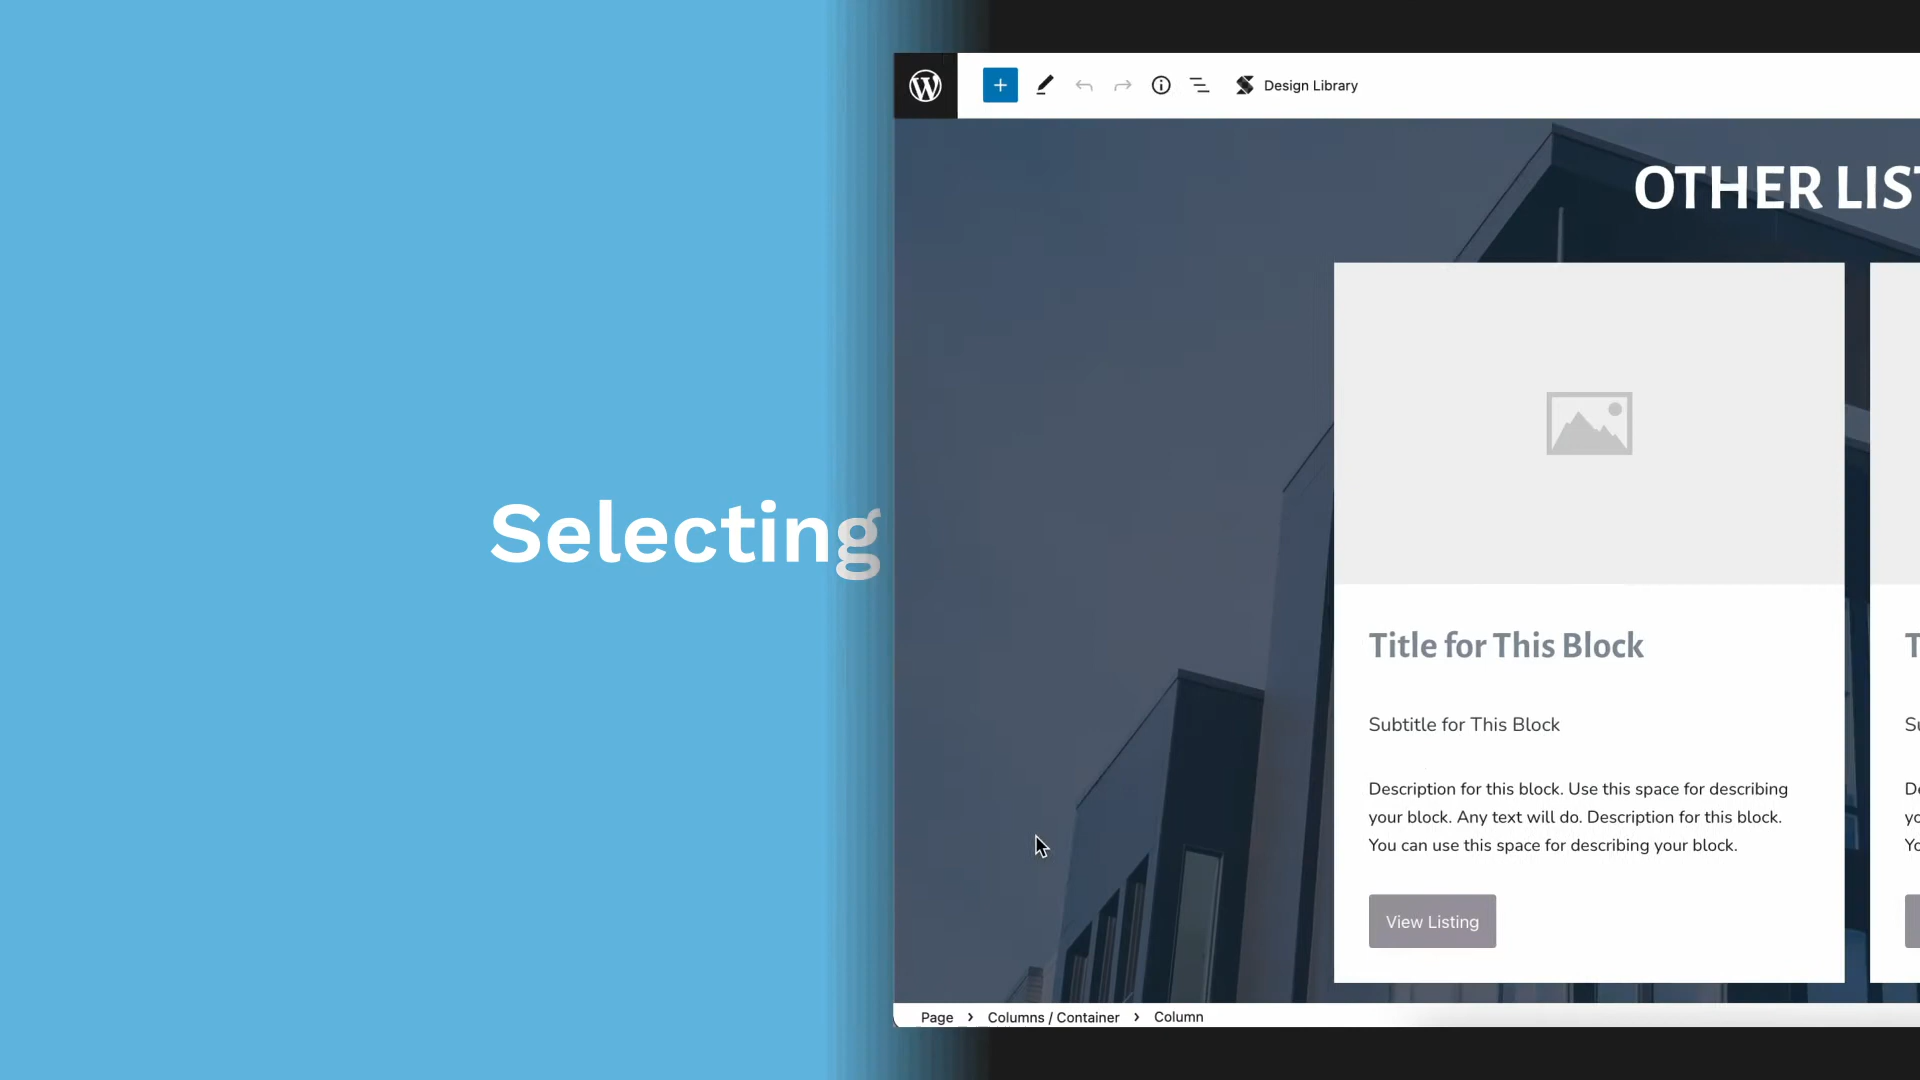 Selecting
Design Library
OTHER
Title for This Block
Subtitle for This Block
Description for this block. Use this space for describing
your block. Any text will do. Description for this block.
You can use this space for describing your block.
View Listing
Page > Columns / Container > Column